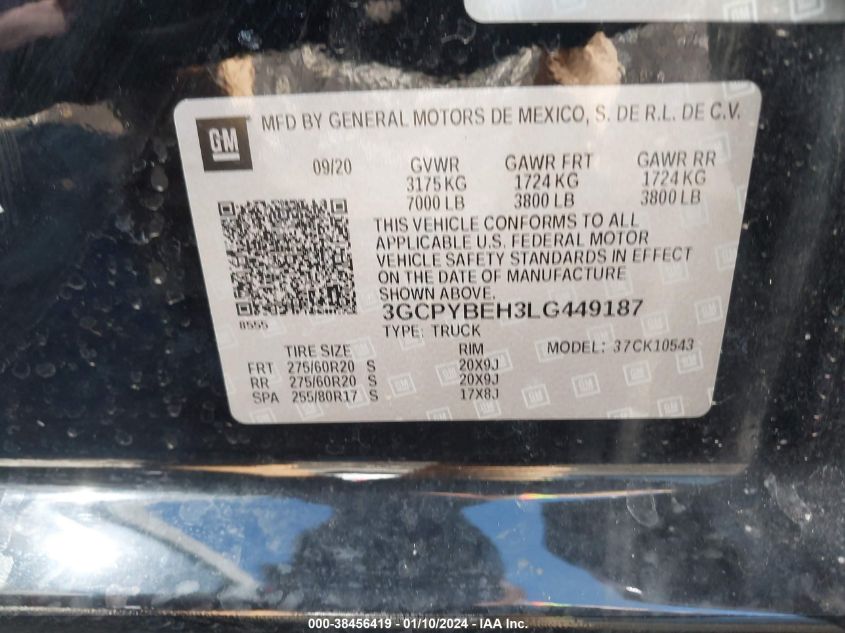 GM
MFD BY GENERAL MOTORS DE MEXICO, S. DE R.L. DE C.V.
09/20 GVWR GAWR FRT GAWR RR
3175 KG 1724 KG 1724 KG
7000 LB 3800 LB 3800 LB
THIS VEHICLE CONFORMS TO ALL
APPLICABLE U.S. FEDERAL MOTOR
VEHICLE SAFETY STANDARDS IN EFFECT
ON THE DATE OF MANUFACTURE
SHOWN ABOVE.
8555
3GCPYBEH3LG449187
TYPE: TRUCK
TIRE SIZE RIM MODEL: 37CK10543
FRT 275/60R20 S 20X9J
RR 275/60R20 S 20X9J
SPA 255/80R17 S 17X8J
000-38456419 - 01/10/2024 - IAA Inc.